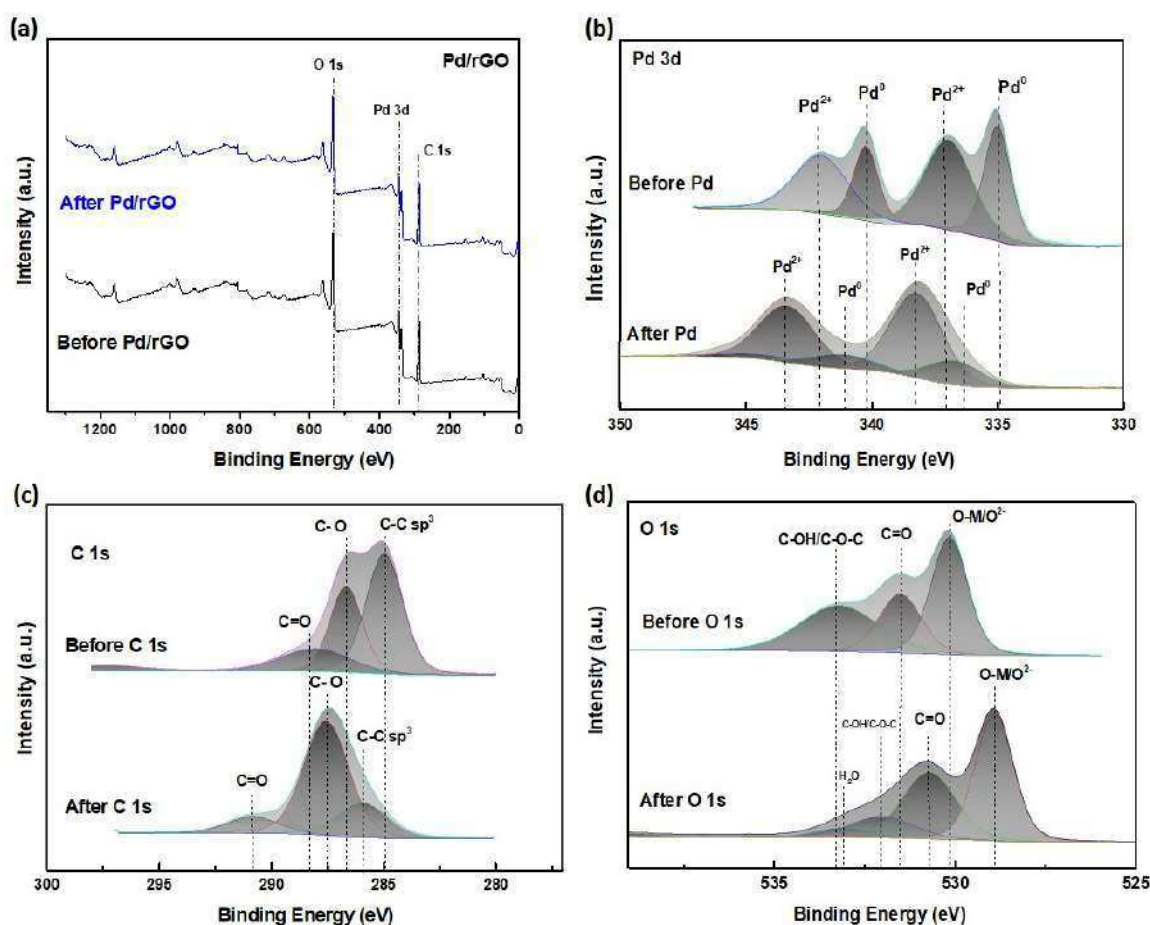 (a)
O 1s
Pd/rGO
Pd 3d
C 1s
After Pd/rGO
Before Pd/rGO
Intensity (a.u.)
1200 1000 800 600 400 200 0
Binding Energy (eV)
(b)
Pd 3d
Pd²⁺ Pd⁰ Pd²⁺ Pd⁰
Before Pd
Pd²⁺ Pd⁰ Pd²⁺ Pd⁰
After Pd
Intensity (a.u.)
350 345 340 335 330
Binding Energy (eV)
(c)
C 1s
C- O
C-C sp³
C=O
Before C 1s
C- O
C-C sp³
C=O
After C 1s
Intensity (a.u.)
300 295 290 285 280
Binding Energy (eV)
(d)
O 1s
C-OH/C-O-C
C=O
O-M/O²⁻
Before O 1s
O-M/O²⁻
C-OH/C-O-C
C=O
H₂O
After O 1s
Intensity (a.u.)
535 530 525
Binding Energy (eV)